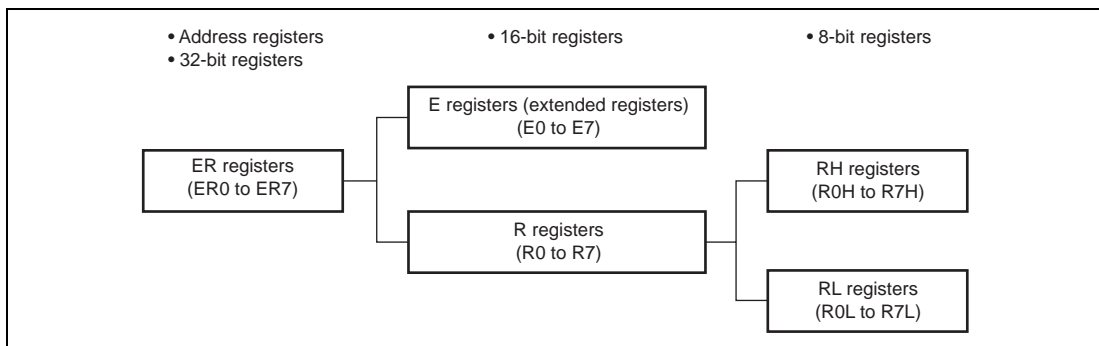 • Address registers
• 32-bit registers
• 16-bit registers
• 8-bit registers
E registers (extended registers)
(E0 to E7)
ER registers
(ER0 to ER7)
RH registers
(R0H to R7H)
R registers
(R0 to R7)
RL registers
(R0L to R7L)